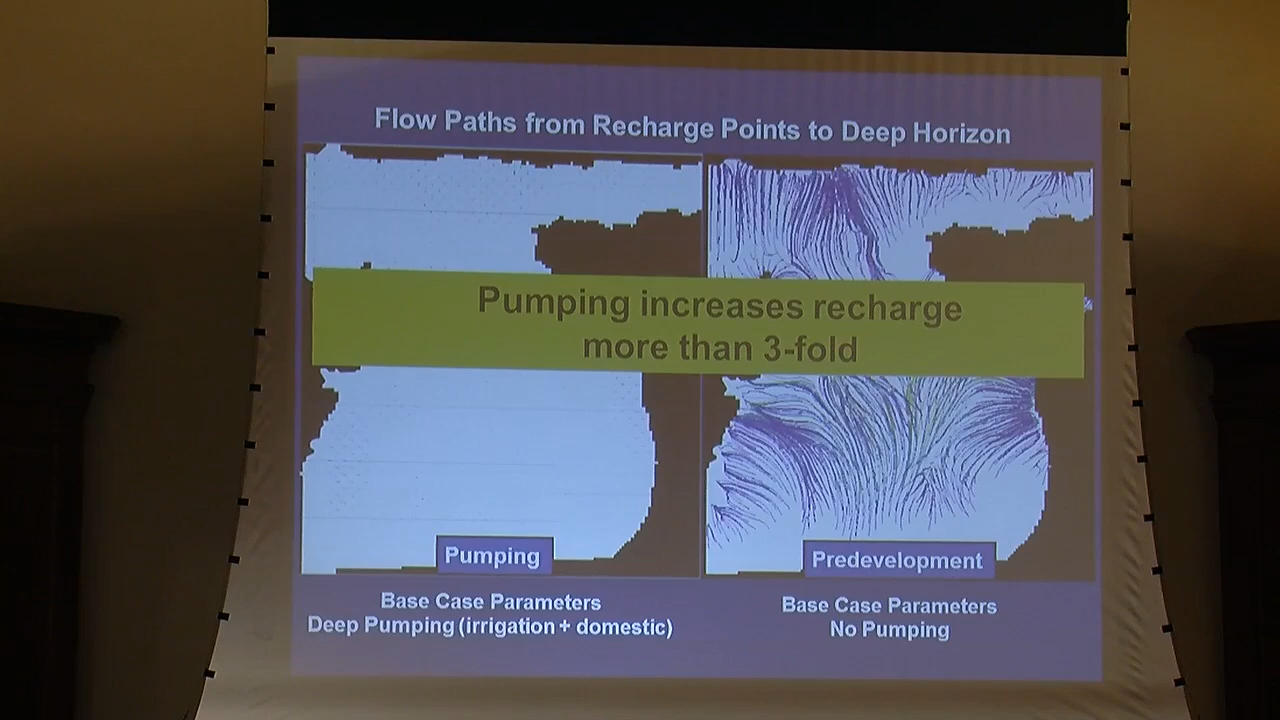 Flow Paths from Recharge Points to Deep Horizon
Pumping increases recharge
more than 3-fold
Pumping
Predevelopment
Base Case Parameters
Deep Pumping (irrigation + domestic)
Base Case Parameters
No Pumping